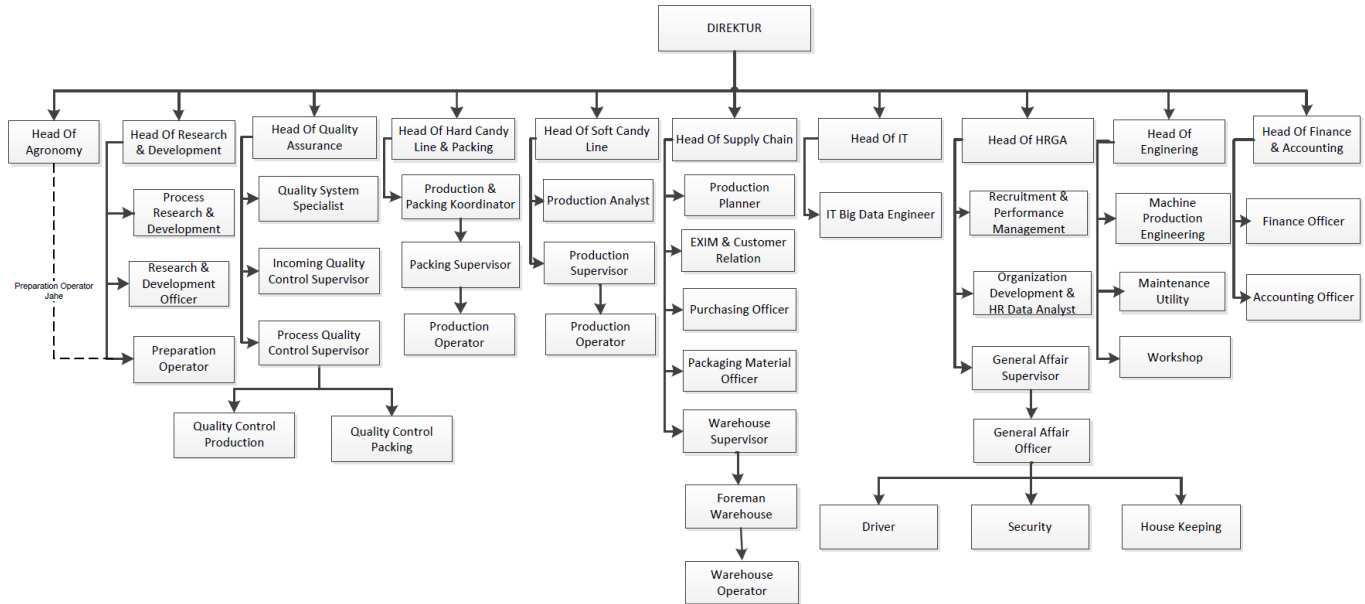 DIREKTUR
Head Of
Agronomy
Head Of Research
& Development
Head Of Quality
Assurance
Head Of Hard Candy
Line & Packing
Head Of Soft Candy
Line
Head Of Supply Chain
Head Of IT
Head Of HRGA
Head Of
Enginering
Head Of Finance
& Accounting
Preparation Operator
Jahe
Process
Research &
Development
Research &
Development
Officer
Preparation
Operator
Quality System
Specialist
Incoming Quality
Control Supervisor
Process Quality
Control Supervisor
Quality Control
Production
Quality Control
Packing
Production &
Packing Koordinator
Packing Supervisor
Production
Operator
Production Analyst
Production
Supervisor
Production
Operator
Production
Planner
EXIM & Customer
Relation
Purchasing Officer
Packaging Material
Officer
Warehouse
Supervisor
Foreman
Warehouse
Warehouse
Operator
IT Big Data Engineer
Recruitment &
Performance
Management
Organization
Development &
HR Data Analyst
General Affair
Supervisor
General Affair
Officer
Driver
Security
House Keeping
Machine
Production
Engineering
Maintenance
Utility
Workshop
Finance Officer
Accounting Officer